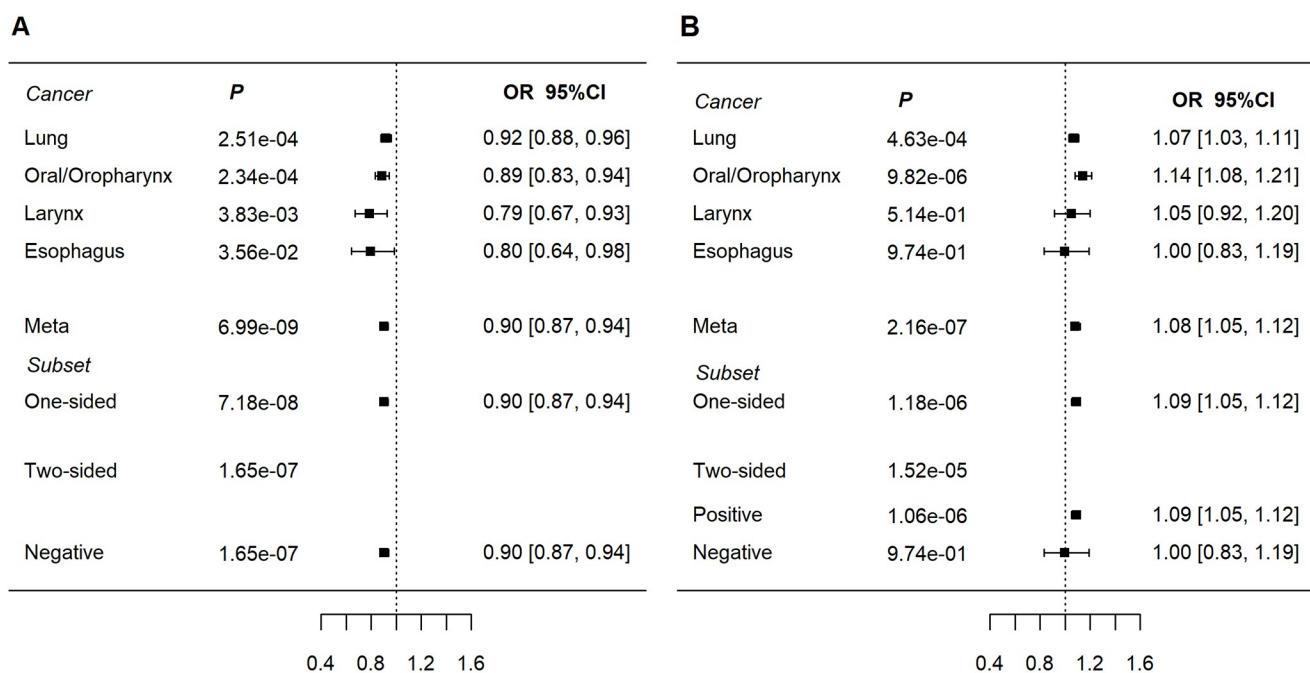 A
Cancer P OR 95%CI
Lung 2.51e-04 0.92 [0.88, 0.96]
Oral/Oropharynx 2.34e-04 0.89 [0.83, 0.94]
Larynx 3.83e-03 0.79 [0.67, 0.93]
Esophagus 3.56e-02 0.80 [0.64, 0.98]
Meta 6.99e-09 0.90 [0.87, 0.94]
Subset
One-sided 7.18e-08 0.90 [0.87, 0.94]
Two-sided 1.65e-07
Negative 1.65e-07 0.90 [0.87, 0.94]
0.4 0.8 1.2 1.6
B
Cancer P OR 95%CI
Lung 4.63e-04 1.07 [1.03, 1.11]
Oral/Oropharynx 9.82e-06 1.14 [1.08, 1.21]
Larynx 5.14e-01 1.05 [0.92, 1.20]
Esophagus 9.74e-01 1.00 [0.83, 1.19]
Meta 2.16e-07 1.08 [1.05, 1.12]
Subset
One-sided 1.18e-06 1.09 [1.05, 1.12]
Two-sided 1.52e-05
Positive 1.06e-06 1.09 [1.05, 1.12]
Negative 9.74e-01 1.00 [0.83, 1.19]
0.4 0.8 1.2 1.6